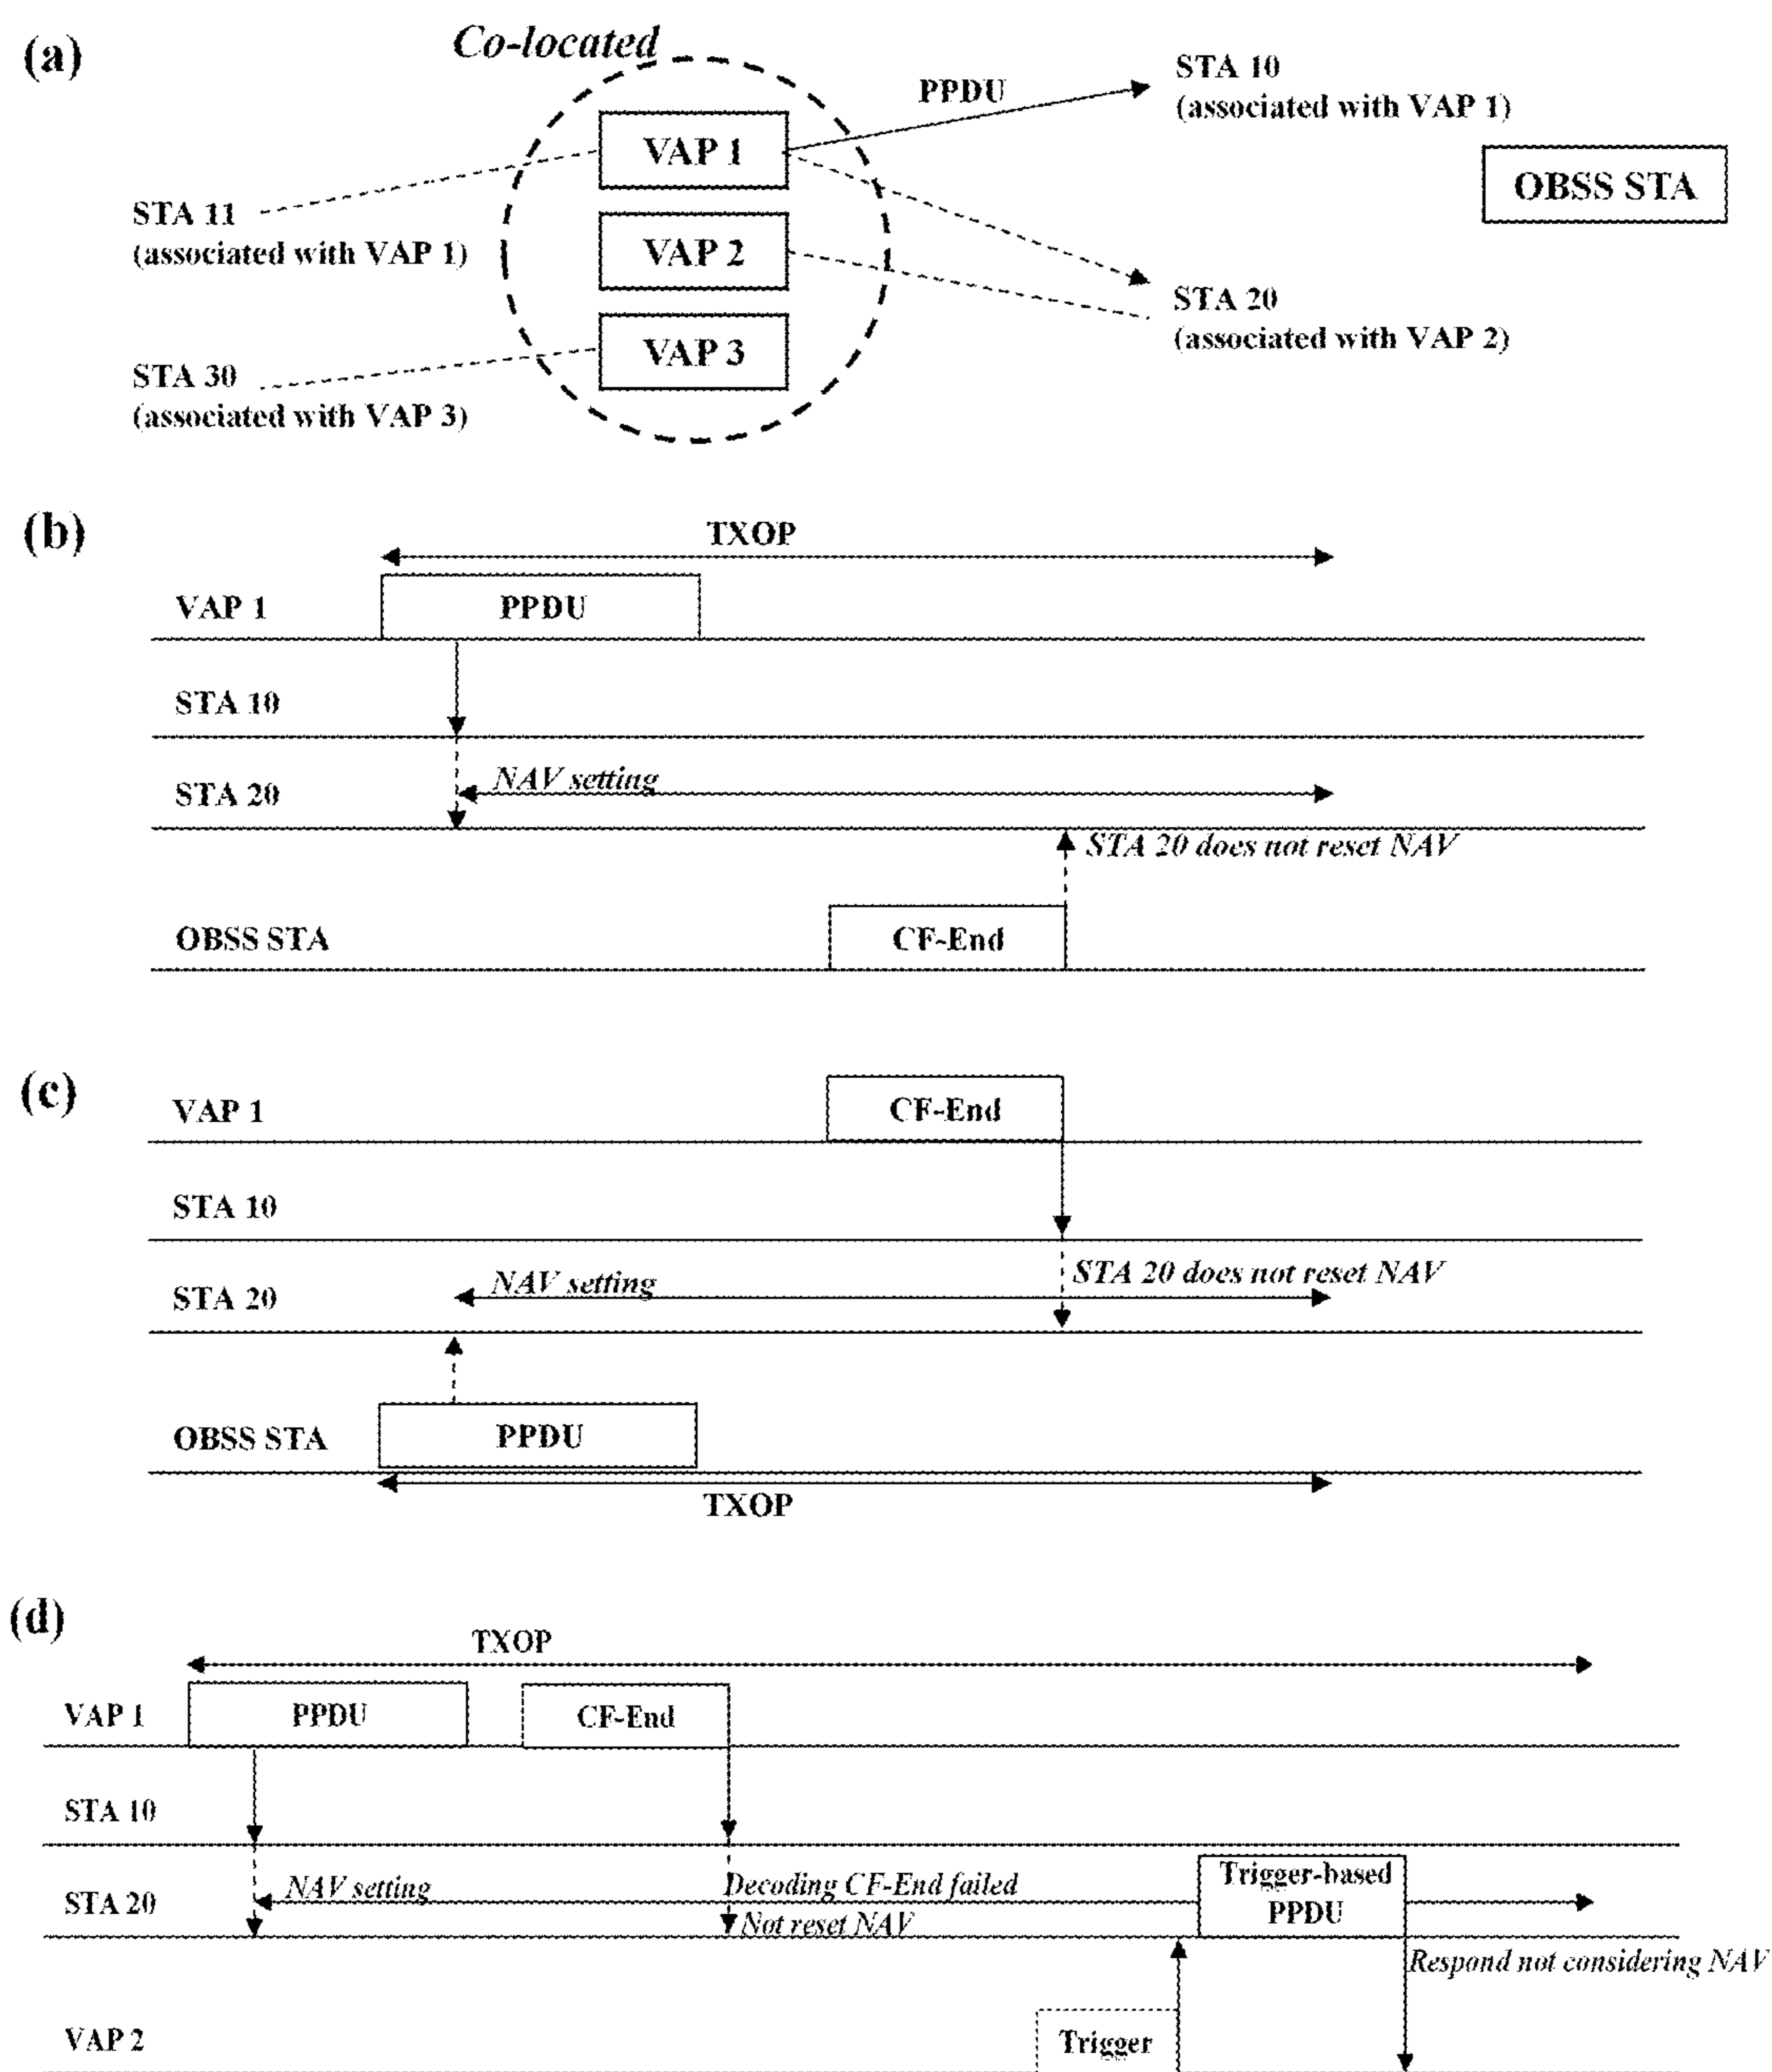 (a)
Co-located
VAP 1
VAP 2
VAP 3
PPDU
STA 10
(associated with VAP 1)
OBSS STA
STA 11
(associated with VAP 1)
STA 20
(associated with VAP 2)
STA 30
(associated with VAP 3)
(b)
TXOP
VAP 1
PPDU
STA 10
STA 20
NAV setting
STA 20 does not reset NAV
OBSS STA
CF-End
(c)
VAP 1
CF-End
STA 10
STA 20
NAV setting
STA 20 does not reset NAV
OBSS STA
PPDU
TXOP
(d)
TXOP
VAP 1
PPDU
CF-End
STA 10
STA 20
NAV setting
Decoding CF-End failed
Not reset NAV
Trigger-based
PPDU
Respond not considering NAV
VAP 2
Trigger